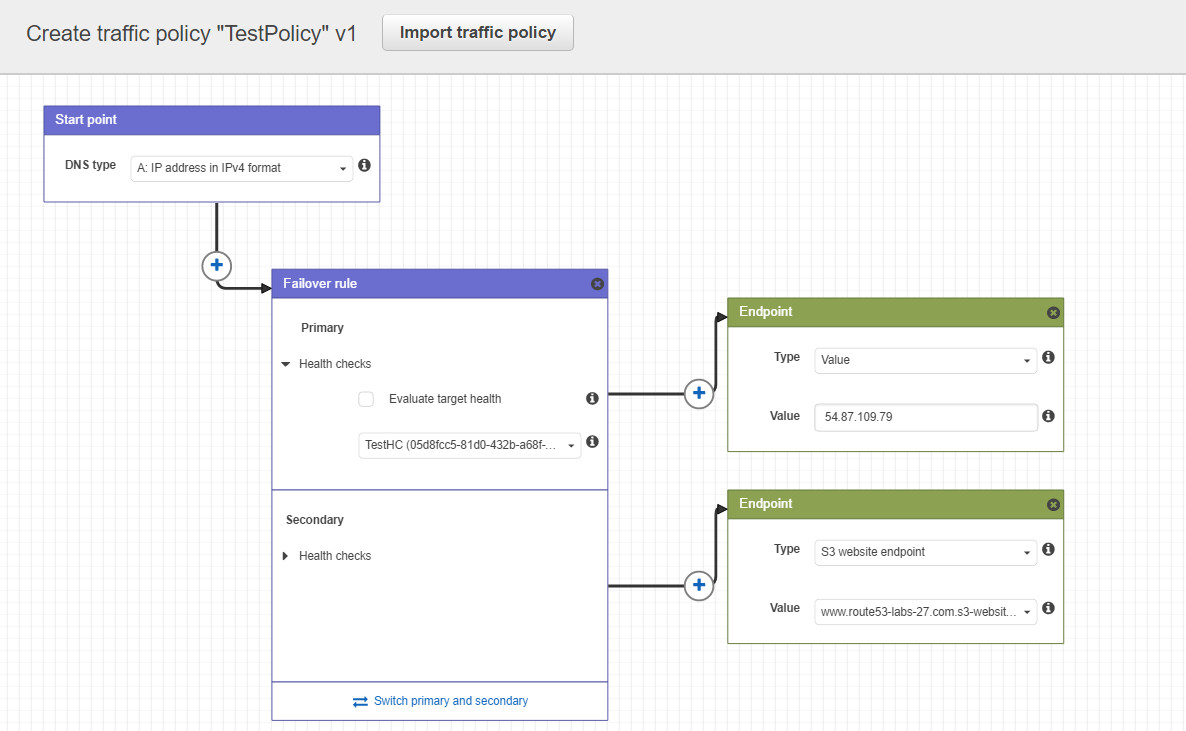 Create traffic policy "TestPolicy" v1
Import traffic policy
Start point
DNS type
A: IP address in IPv4 format
Failover rule
Primary
Health checks
Evaluate target health
TestHC (05d8fcc5-81d0-432b-a68f-...
Secondary
Health checks
Switch primary and secondary
Endpoint
Type
Value
Value
54.87.109.79
Endpoint
Type
S3 website endpoint
Value
www.route53-labs-27.com.s3-websit...